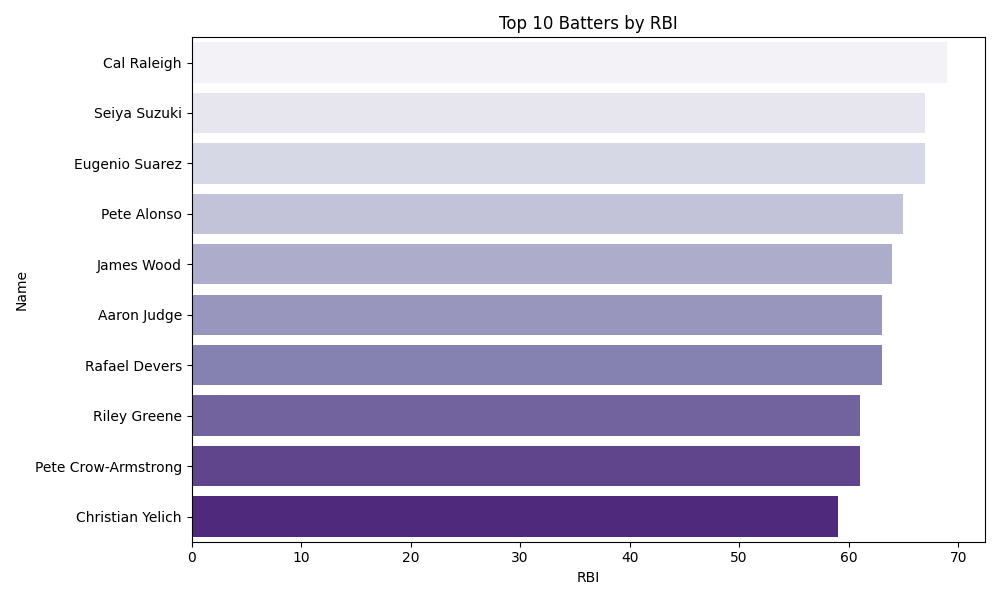 Top 10 Batters by RBI
Name
Cal Raleigh
Seiya Suzuki
Eugenio Suarez
Pete Alonso
James Wood
Aaron Judge
Rafael Devers
Riley Greene
Pete Crow-Armstrong
Christian Yelich
0 10 20 30 40 50 60 70
RBI